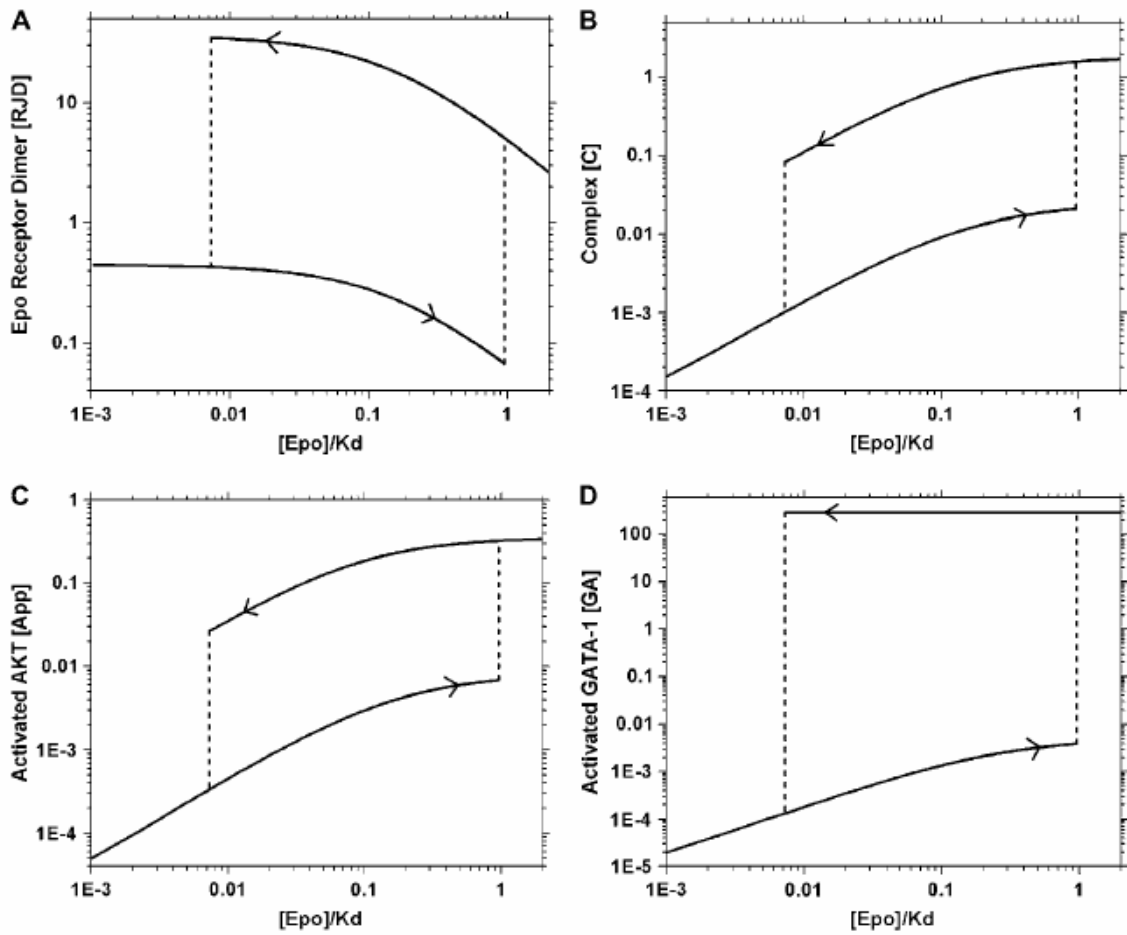 A
Epo Receptor Dimer [RJD]
10
1
0.1
1E-3
0.01
0.1
1
[Epo]/Kd
B
Complex [C]
1
0.1
0.01
1E-3
1E-4
1E-3
0.01
0.1
1
[Epo]/Kd
C
Activated AKT [App]
1
0.1
0.01
1E-3
1E-4
1E-3
0.01
0.1
1
[Epo]/Kd
D
Activated GATA-1 [GA]
100
10
1
0.1
0.01
1E-3
1E-4
1E-5
1E-3
0.01
0.1
1
[Epo]/Kd